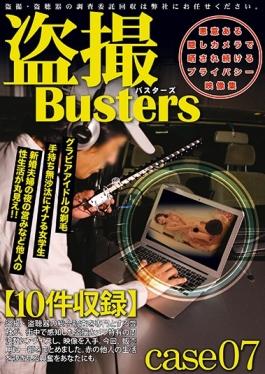 盗撮・盗聴器の調査委託回収は弊社にお任せください。
盗撮
Busters
バスターズ
悪意ある
隠しカメラで
晒され続ける
プライバシー
映像集
グラビアアイドルの剃毛
手持ち無沙汰にオナる女学生
新婚夫婦の夜の営みなど他人の
性生活が丸見え!!
【10件収録】
case07